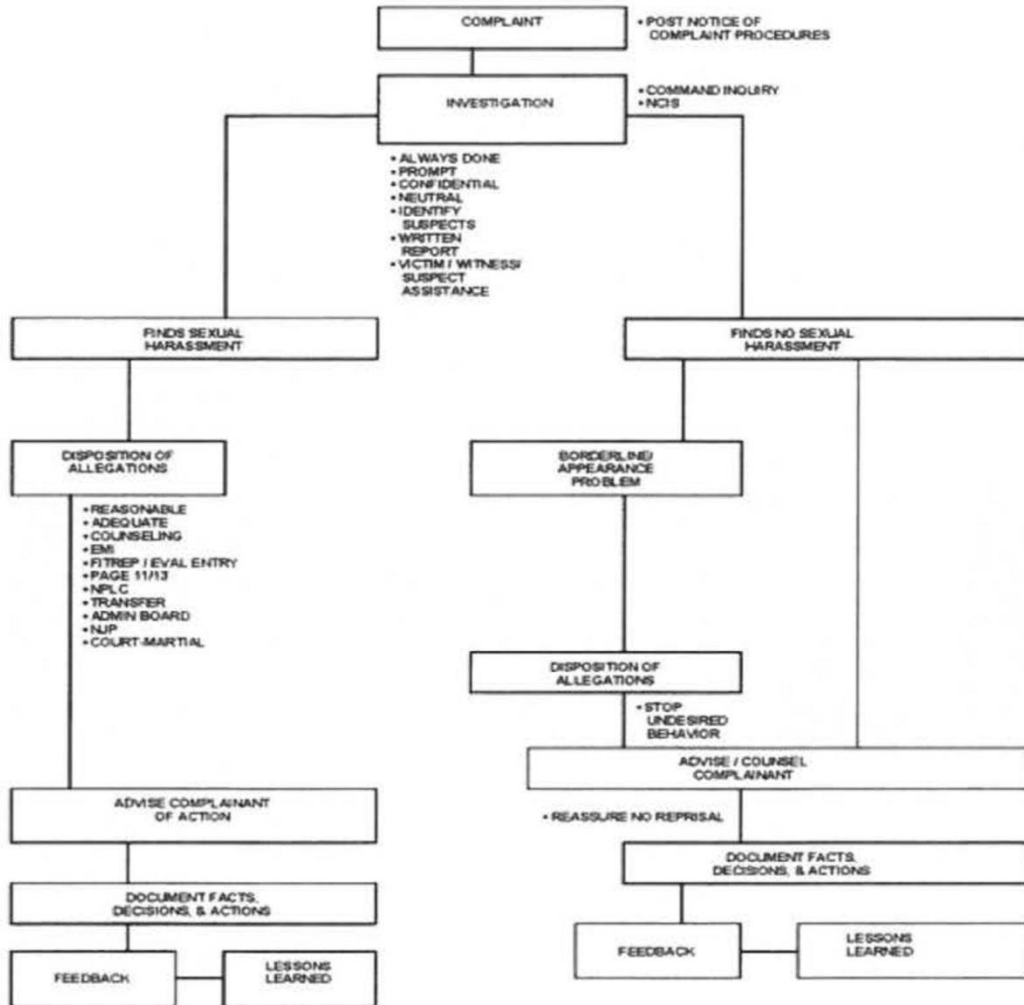 COMPLAINT
• POST NOTICE OF
COMPLAINT PROCEDURES
INVESTIGATION
• COMMAND INQUIRY
• NCIS
• ALWAYS DONE
• PROMPT
• CONFIDENTIAL
• NEUTRAL
• IDENTIFY
SUSPECTS
• WRITTEN
REPORT
• VICTIM / WITNESS/
SUSPECT
ASSISTANCE
FINDS SEXUAL
HARASSMENT
FINDS NO SEXUAL
HARASSMENT
DISPOSITION OF
ALLEGATIONS
• REASONABLE
• ADEQUATE
• COUNSELING
• EMI
• FITREP / EVAL ENTRY
• PAGE 11/13
• NPLC
• TRANSFER
• ADMIN BOARD
• NJP
• COURT-MARTIAL
BORDERLINE/
APPEARANCE
PROBLEM
DISPOSITION OF
ALLEGATIONS
• STOP
UNDESIRED
BEHAVIOR
ADVISE / COUNSEL
COMPLAINANT
• REASSURE NO REPRISAL
ADVISE COMPLAINANT
OF ACTION
DOCUMENT FACTS,
DECISIONS, & ACTIONS
DOCUMENT FACTS,
DECISIONS, & ACTIONS
FEEDBACK
LESSONS
LEARNED
FEEDBACK
LESSONS
LEARNED